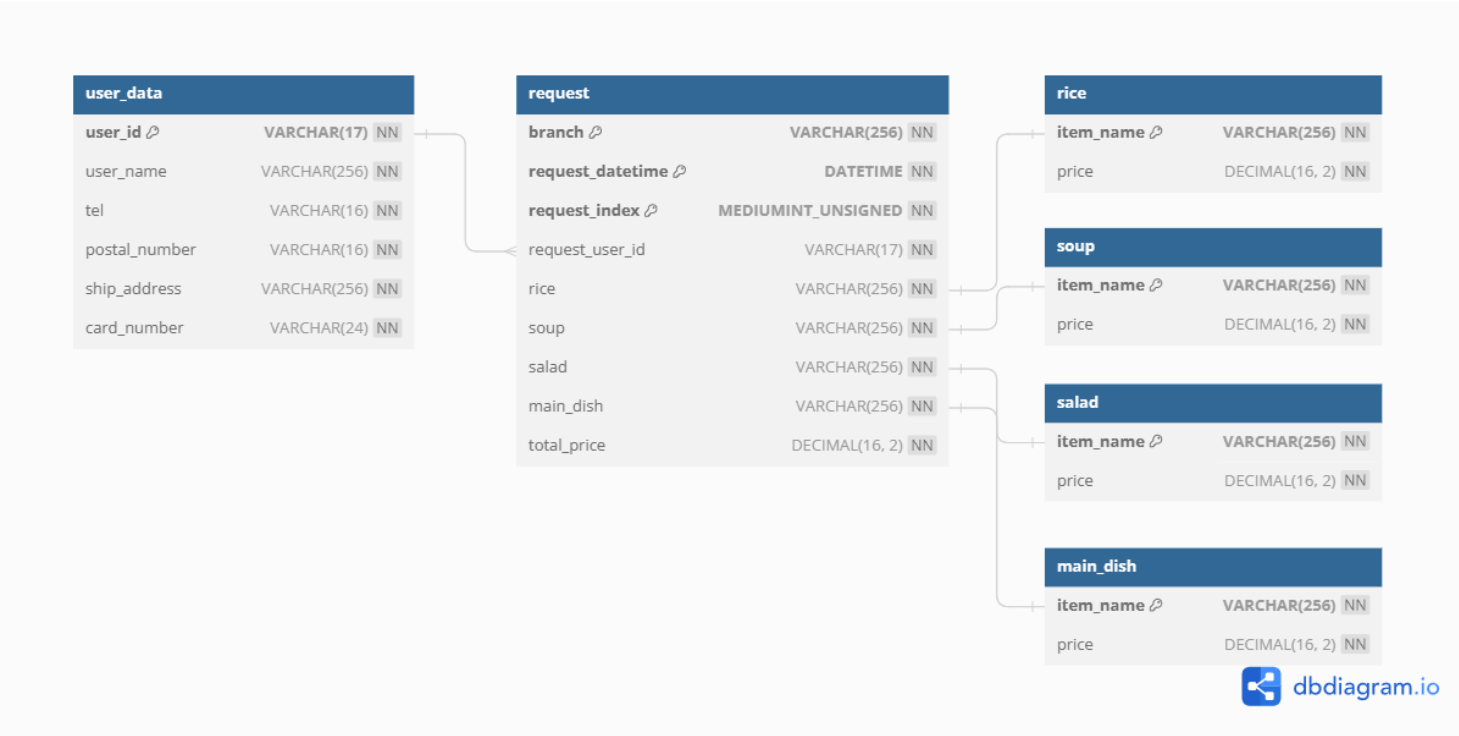 user_data
user_id VARCHAR(17) NN
user_name VARCHAR(256) NN
tel VARCHAR(16) NN
postal_number VARCHAR(16) NN
ship_address VARCHAR(256) NN
card_number VARCHAR(24) NN
request
branch VARCHAR(256) NN
request_datetime DATETIME NN
request_index MEDIUMINT_UNSIGNED NN
request_user_id VARCHAR(17) NN
rice VARCHAR(256) NN
soup VARCHAR(256) NN
salad VARCHAR(256) NN
main_dish VARCHAR(256) NN
total_price DECIMAL(16, 2) NN
rice
item_name VARCHAR(256) NN
price DECIMAL(16, 2) NN
soup
item_name VARCHAR(256) NN
price DECIMAL(16, 2) NN
salad
item_name VARCHAR(256) NN
price DECIMAL(16, 2) NN
main_dish
item_name VARCHAR(256) NN
price DECIMAL(16, 2) NN
dbdiagram.io